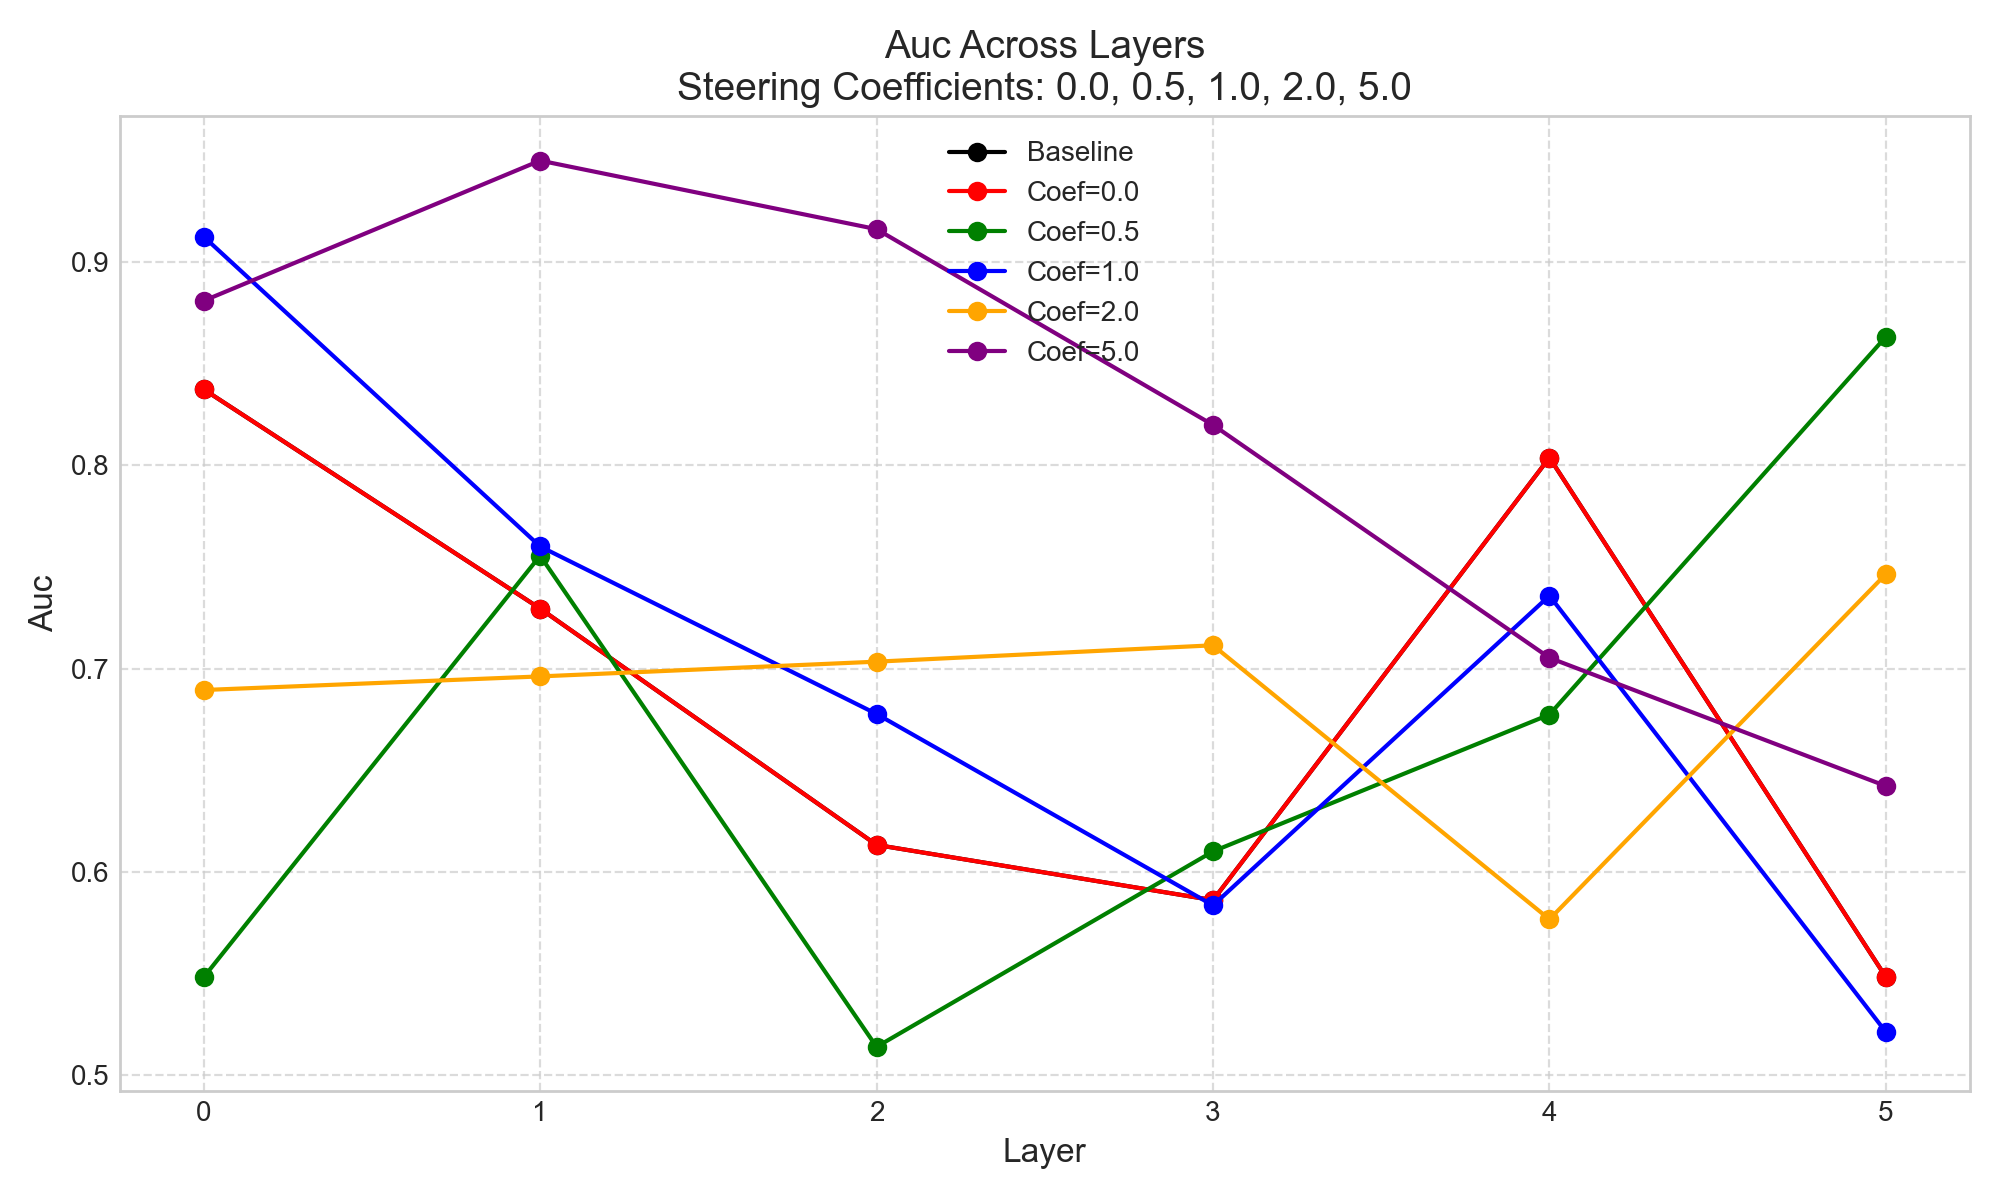 Auc Across Layers
Steering Coefficients: 0.0, 0.5, 1.0, 2.0, 5.0
Baseline
Coef=0.0
Coef=0.5
Coef=1.0
Coef=2.0
Coef=5.0
Auc
0.9
0.8
0.7
0.6
0.5
0 1 2 3 4 5
Layer